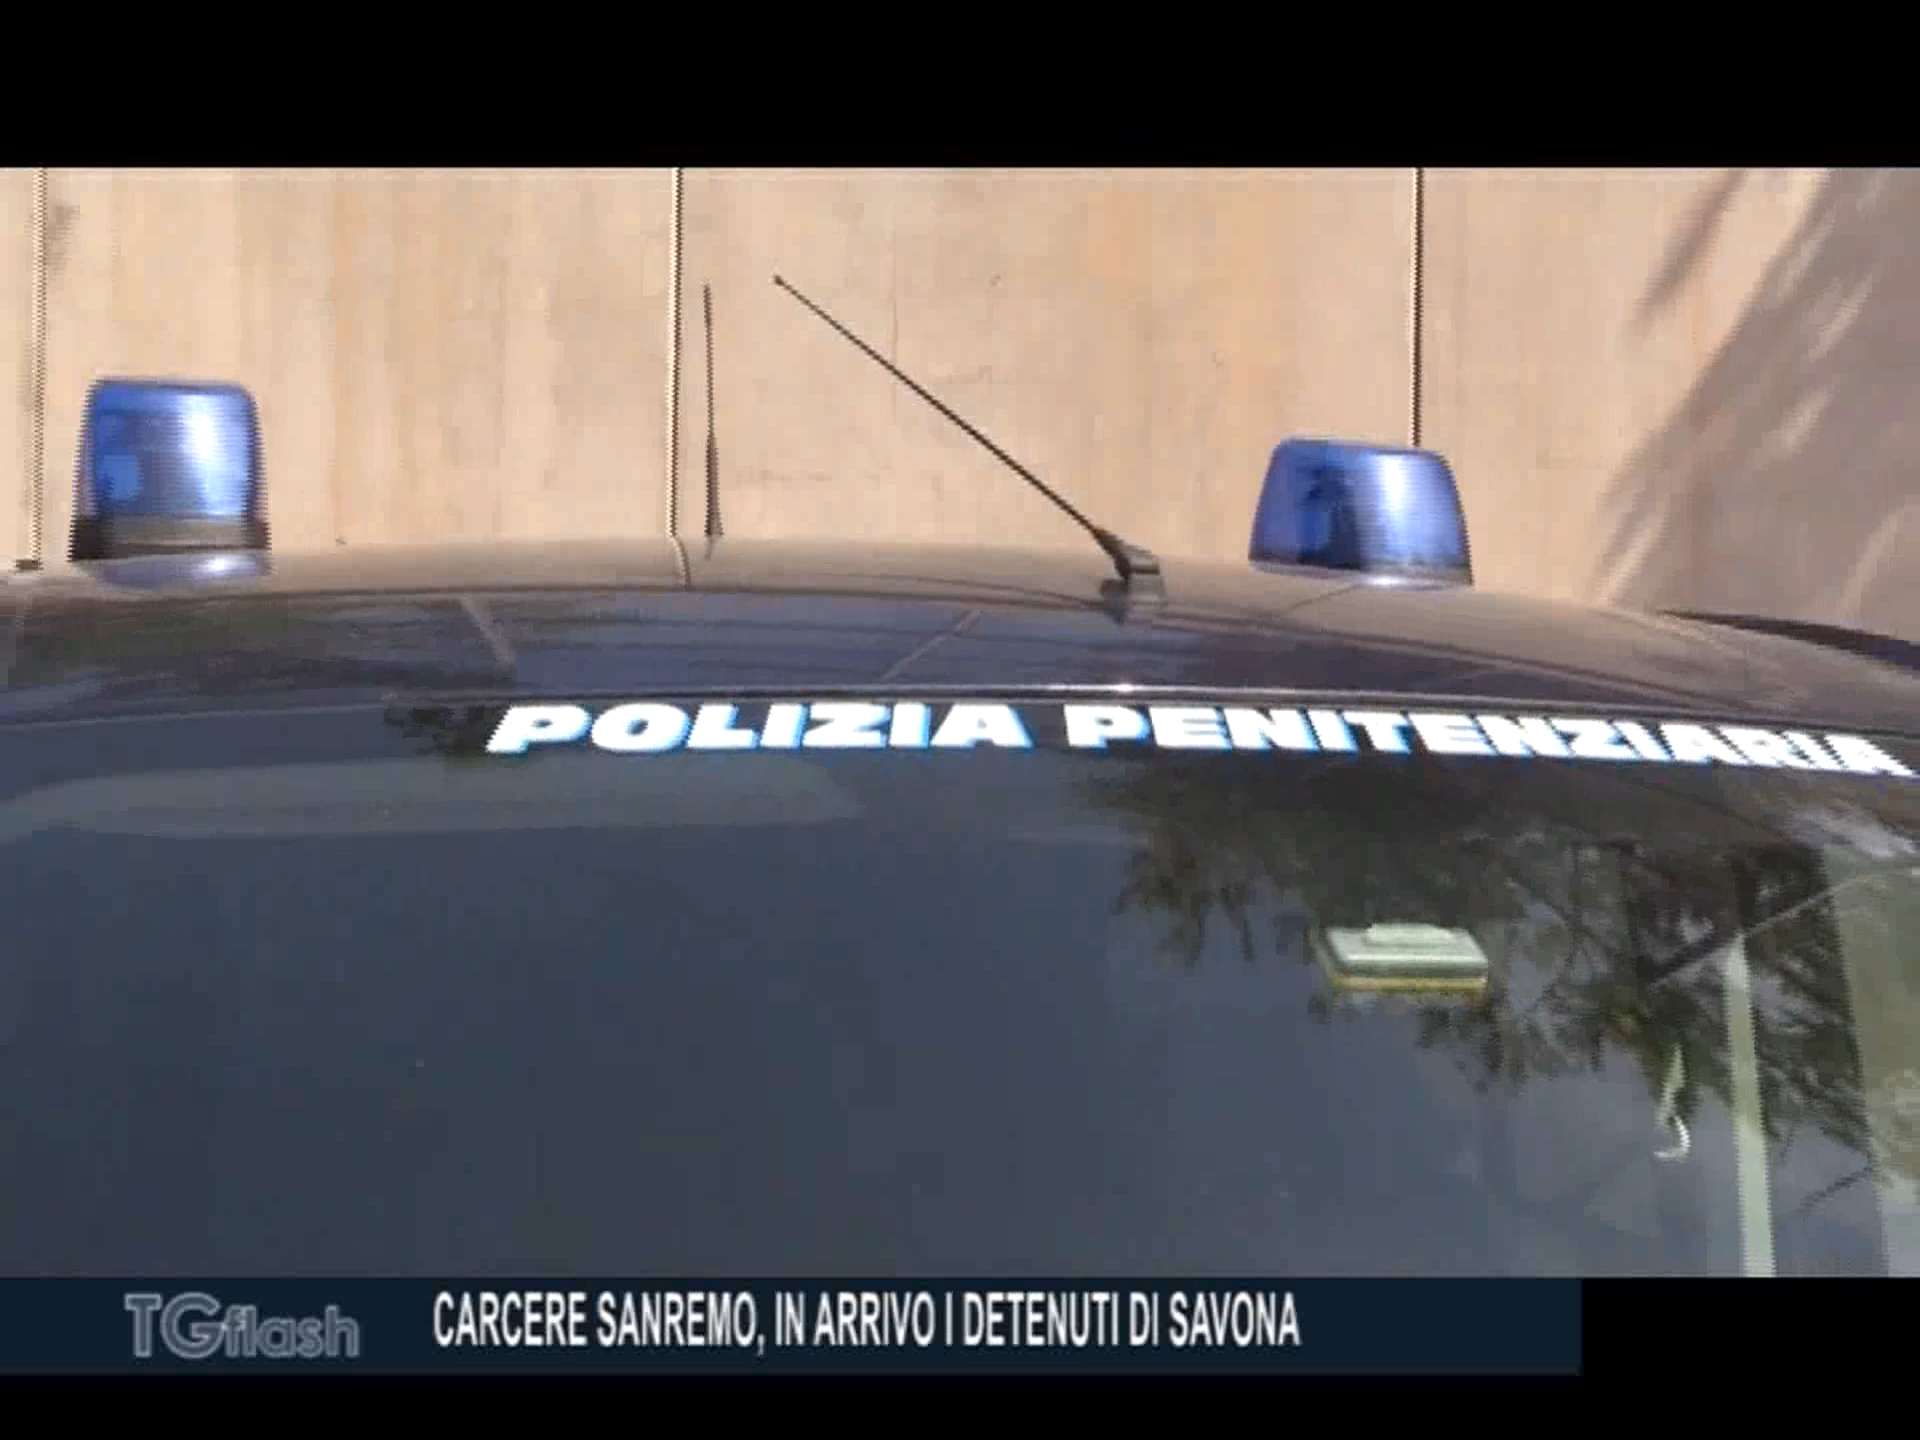 POLIZIA PENITENZIARIA
TGflash
CARCERE SANREMO, IN ARRIVO I DETENUTI DI SAVONA